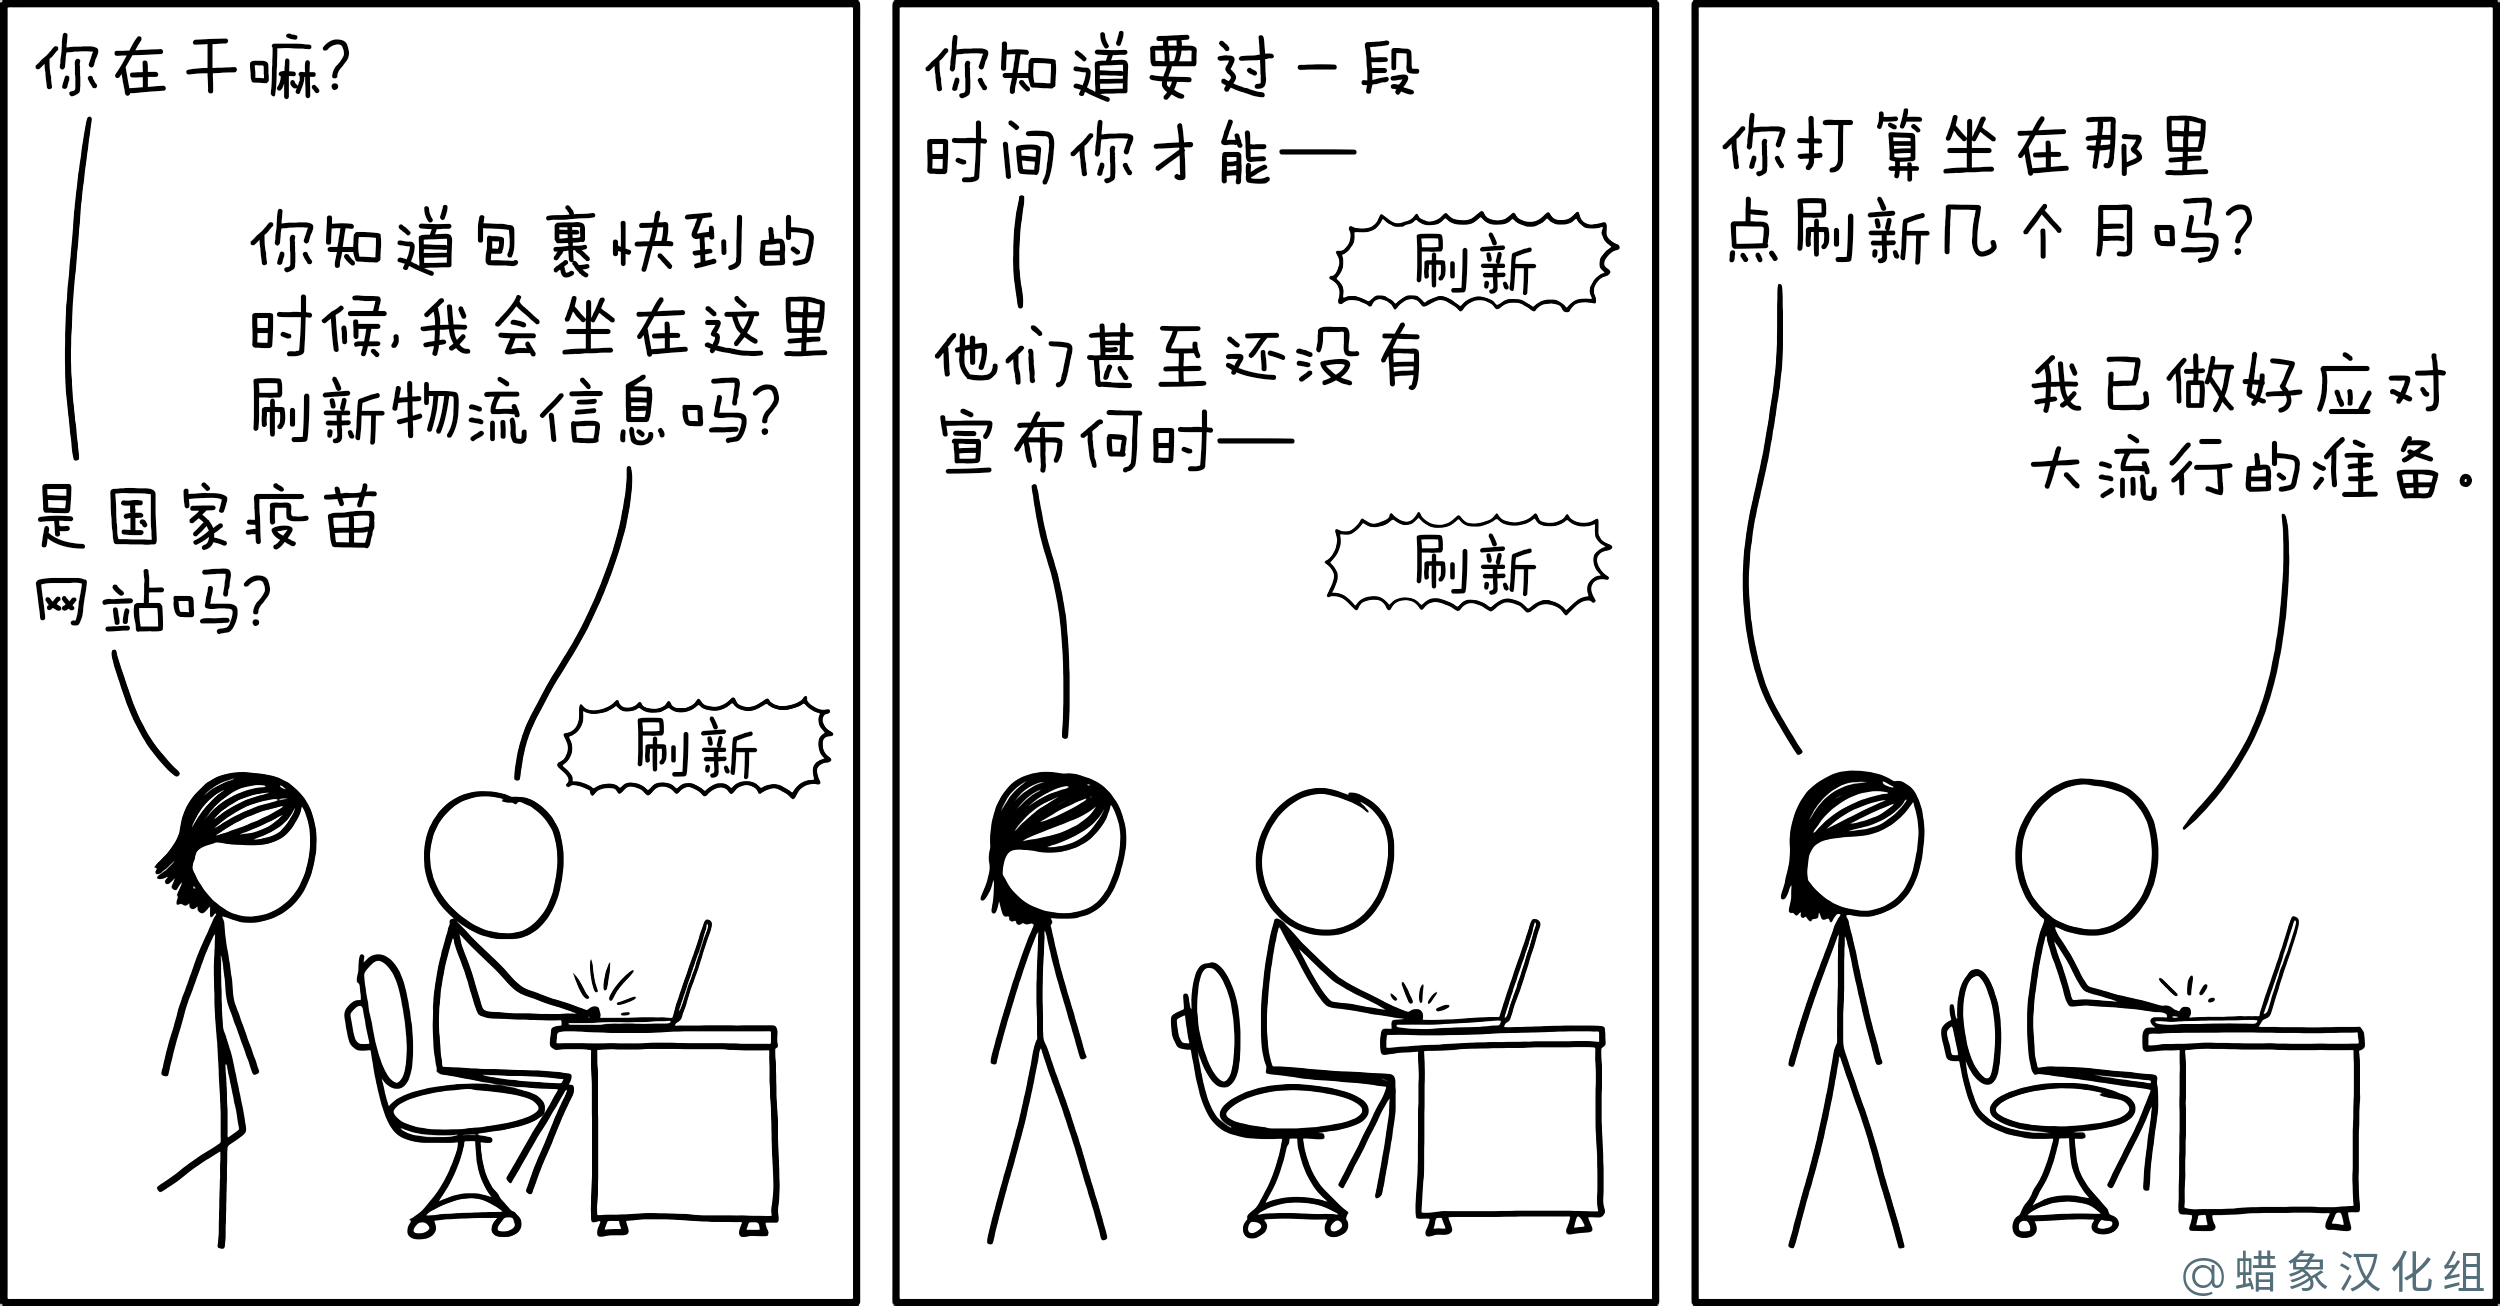 你在干嘛?
你知道包裹快到的
时候,我会坐在这里
刷新物流信息吗?
是国家疫苗
网站吗?
刷新
你知道要过一段
时间你才能——
刷新
他们甚至还没有
宣布何时——
刷新
你打算坐在那里
点刷新几个月吗?
我已做好应对
大流行的准备。
@蜡象汉化组